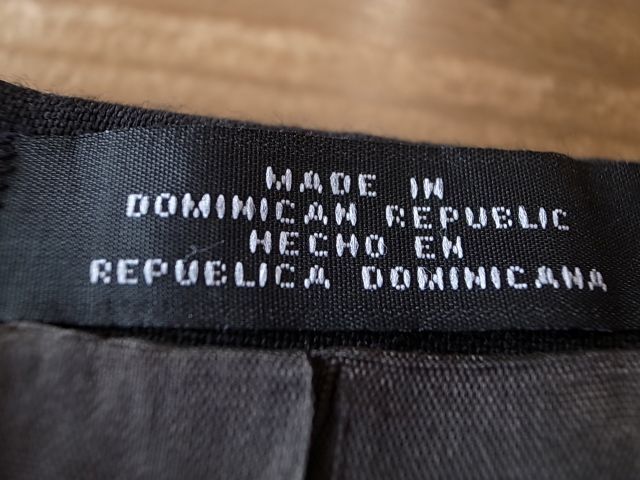 MADE IN
DOMINICAN REPUBLIC
HECHO EN
REPUBLICA DOMINICANA